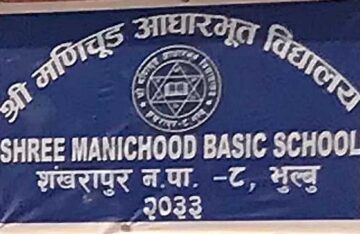 श्री मणिचूड आधारभूत विद्यालय
SHREE MANICHOOD BASIC SCHOOL
शंखरापुर न.पा. -८, भुल्बु
२०३३